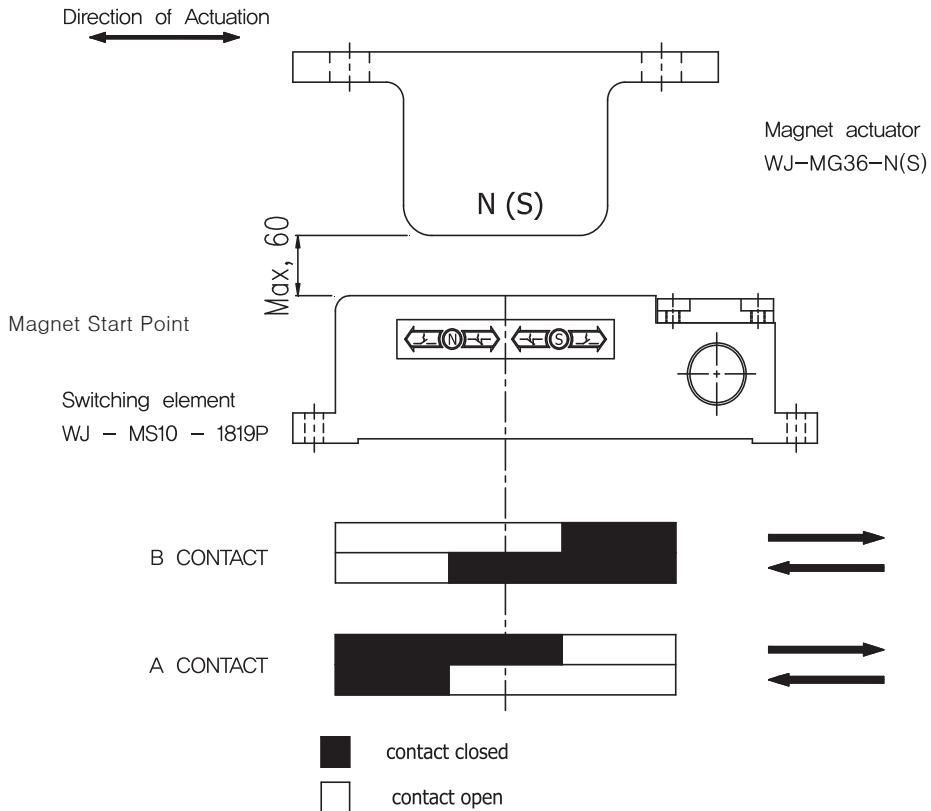 Direction of Actuation
Magnet actuator
WJ-MG36-N(S)
N (S)
Max, 60
Magnet Start Point
N S
Switching element
WJ - MS10 - 1819P
B CONTACT
A CONTACT
contact closed
contact open